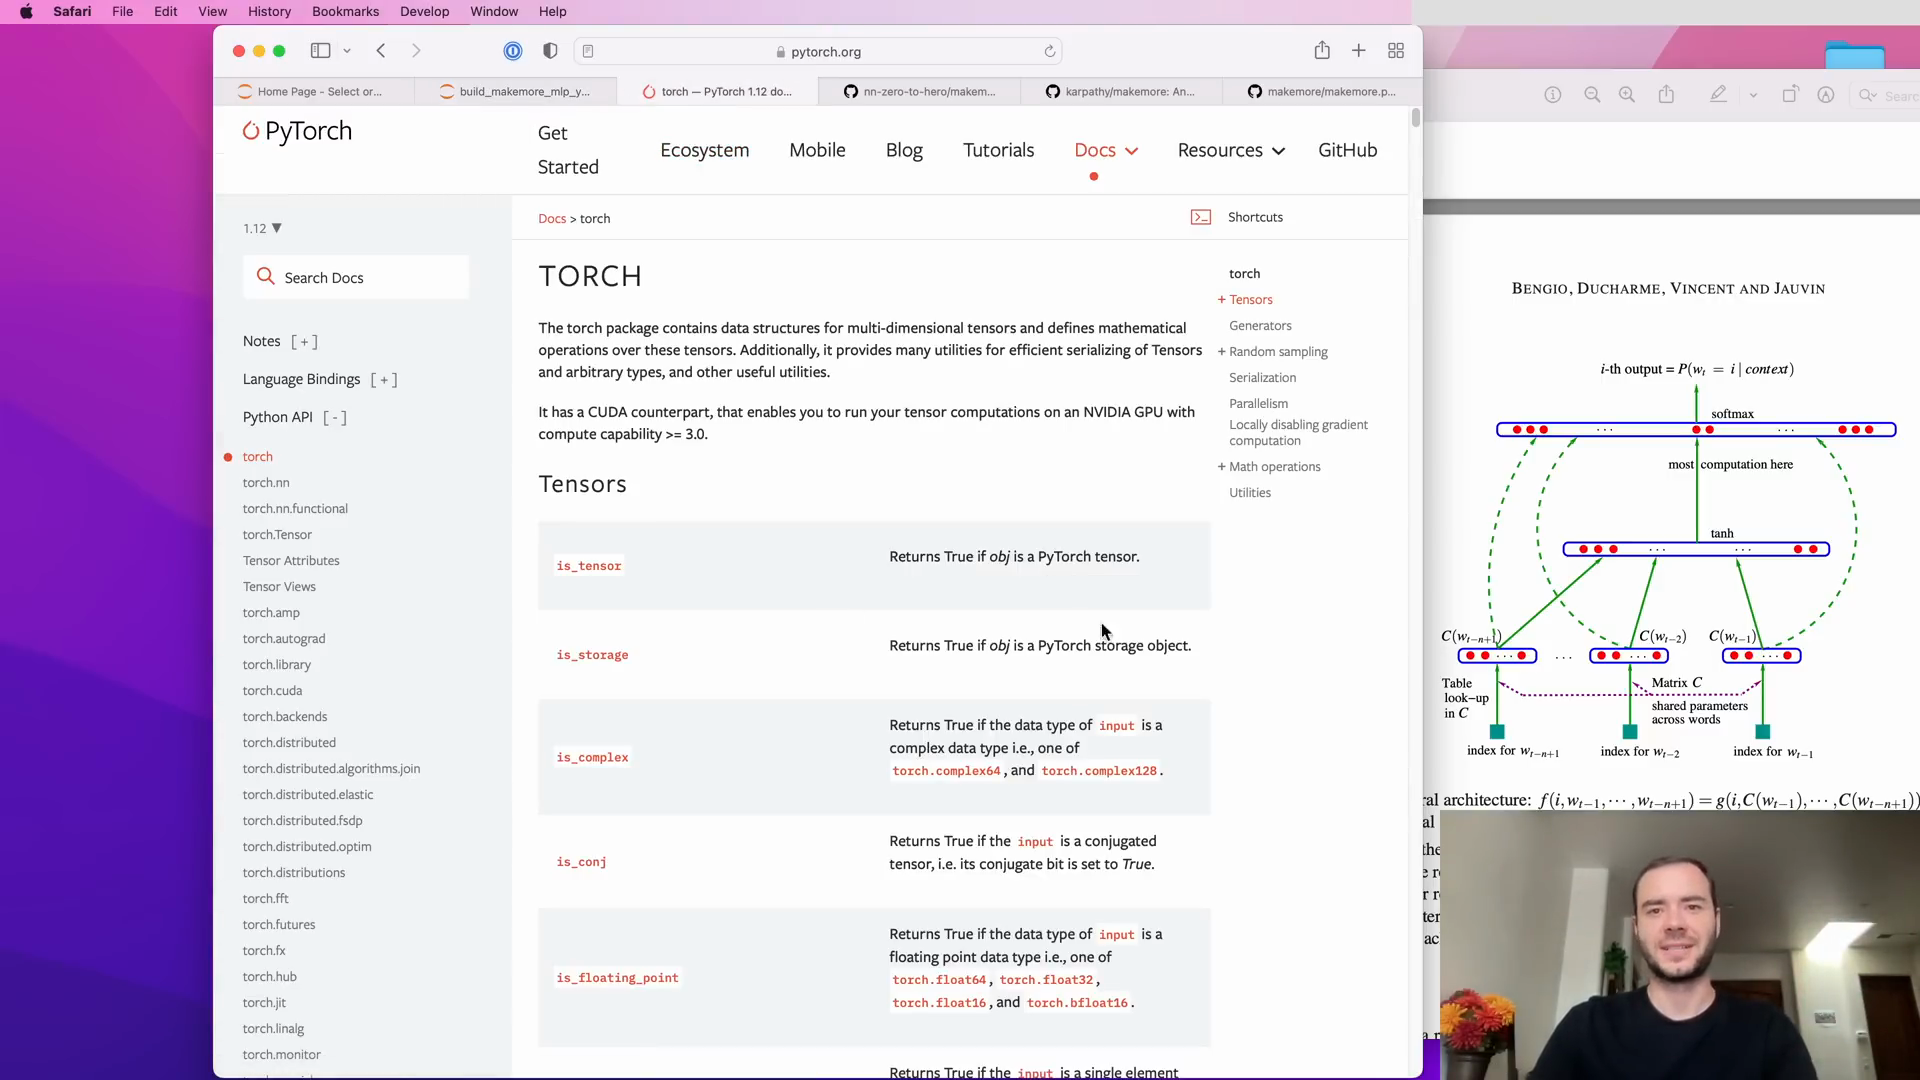 Safari File Edit View History Bookmarks Develop Window Help
pytorch.org
Home Page - Select or...
build_makemore_mlp_y...
torch — PyTorch 1.12 do...
nn-zero-to-hero/makem...
karpathy/makemore: An...
makemore/makemore.p...
PyTorch
Get Started
Ecosystem
Mobile
Blog
Tutorials
Docs
Resources
GitHub
1.12 ▼
Search Docs
Notes [ + ]
Language Bindings [ + ]
Python API [ - ]
torch
torch.nn
torch.nn.functional
torch.Tensor
Tensor Attributes
Tensor Views
torch.amp
torch.autograd
torch.library
torch.cuda
torch.backends
torch.distributed
torch.distributed.algorithms.join
torch.distributed.elastic
torch.distributed.fsdp
torch.distributed.optim
torch.distributions
torch.fft
torch.futures
torch.fx
torch.hub
torch.jit
torch.linalg
torch.monitor
Docs > torch
Shortcuts
TORCH
The torch package contains data structures for multi-dimensional tensors and defines mathematical
operations over these tensors. Additionally, it provides many utilities for efficient serializing of Tensors
and arbitrary types, and other useful utilities.
It has a CUDA counterpart, that enables you to run your tensor computations on an NVIDIA GPU with
compute capability >= 3.0.
Tensors
is_tensor
Returns True if obj is a PyTorch tensor.
is_storage
Returns True if obj is a PyTorch storage object.
is_complex
Returns True if the data type of input is a
complex data type i.e., one of
torch.complex64, and torch.complex128.
is_conj
Returns True if the input is a conjugated
tensor, i.e. its conjugate bit is set to True.
is_floating_point
Returns True if the data type of input is a
floating point data type i.e., one of
torch.float64, torch.float32,
torch.float16, and torch.bfloat16.
Returns True if the input is a single element
torch
+ Tensors
Generators
+ Random sampling
Serialization
Parallelism
Locally disabling gradient
computation
+ Math operations
Utilities
Search
BENGIO, DUCHARME, VINCENT AND JAUVIN
i-th output = P(w_t = i | context)
softmax
... ...
most computation here
tanh
... ...
C(w_{t−n+1}) C(w_{t−2}) C(w_{t−1})
... ... ... ...
Table
look−up
in C
Matrix C
shared parameters
across words
index for w_{t−n+1} index for w_{t−2} index for w_{t−1}
ral architecture: f(i, w_{t−1}, ⋯ , w_{t−n+1}) = g(i, C(w_{t−1}), ⋯ , C(w_{t−n+1}))